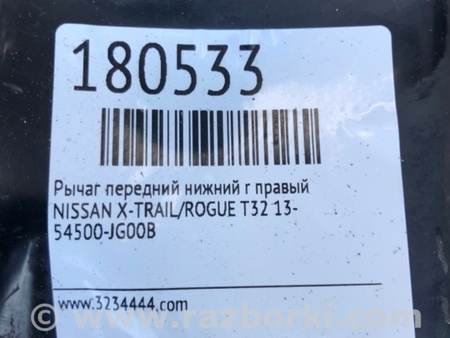 180533
Рычаг передний нижний г правый
NISSAN X-TRAIL/ROGUE T32 13-
54500-JG00B
www.3234444.com
www.razborki.com